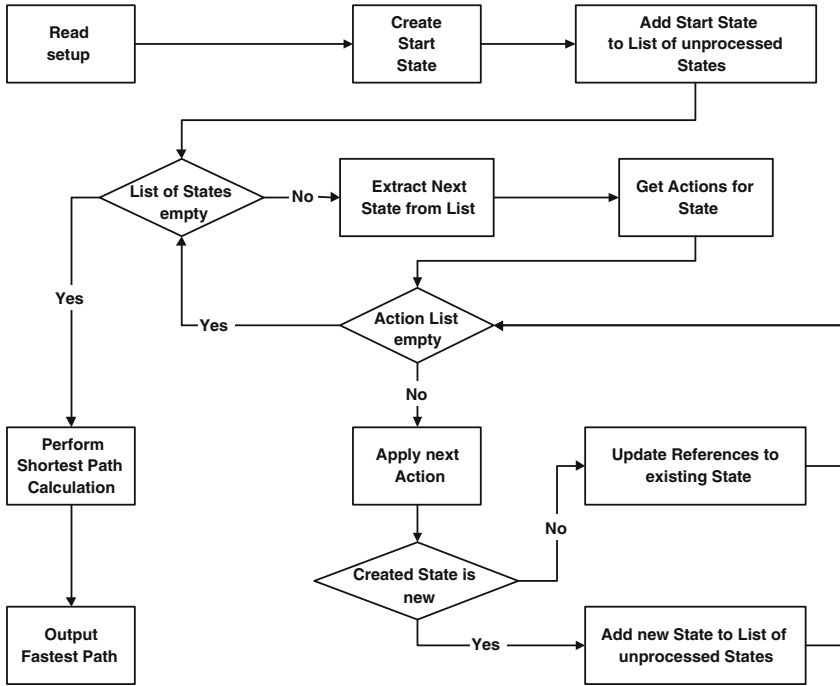 Read
setup
Create
Start
State
Add Start State
to List of unprocessed
States
List of States
empty
No
Extract Next
State from List
Get Actions for
State
Yes
Yes
Action List
empty
No
Perform
Shortest Path
Calculation
Apply next
Action
Update References to
existing State
No
Created State is
new
Yes
Output
Fastest Path
Add new State to List of
unprocessed States